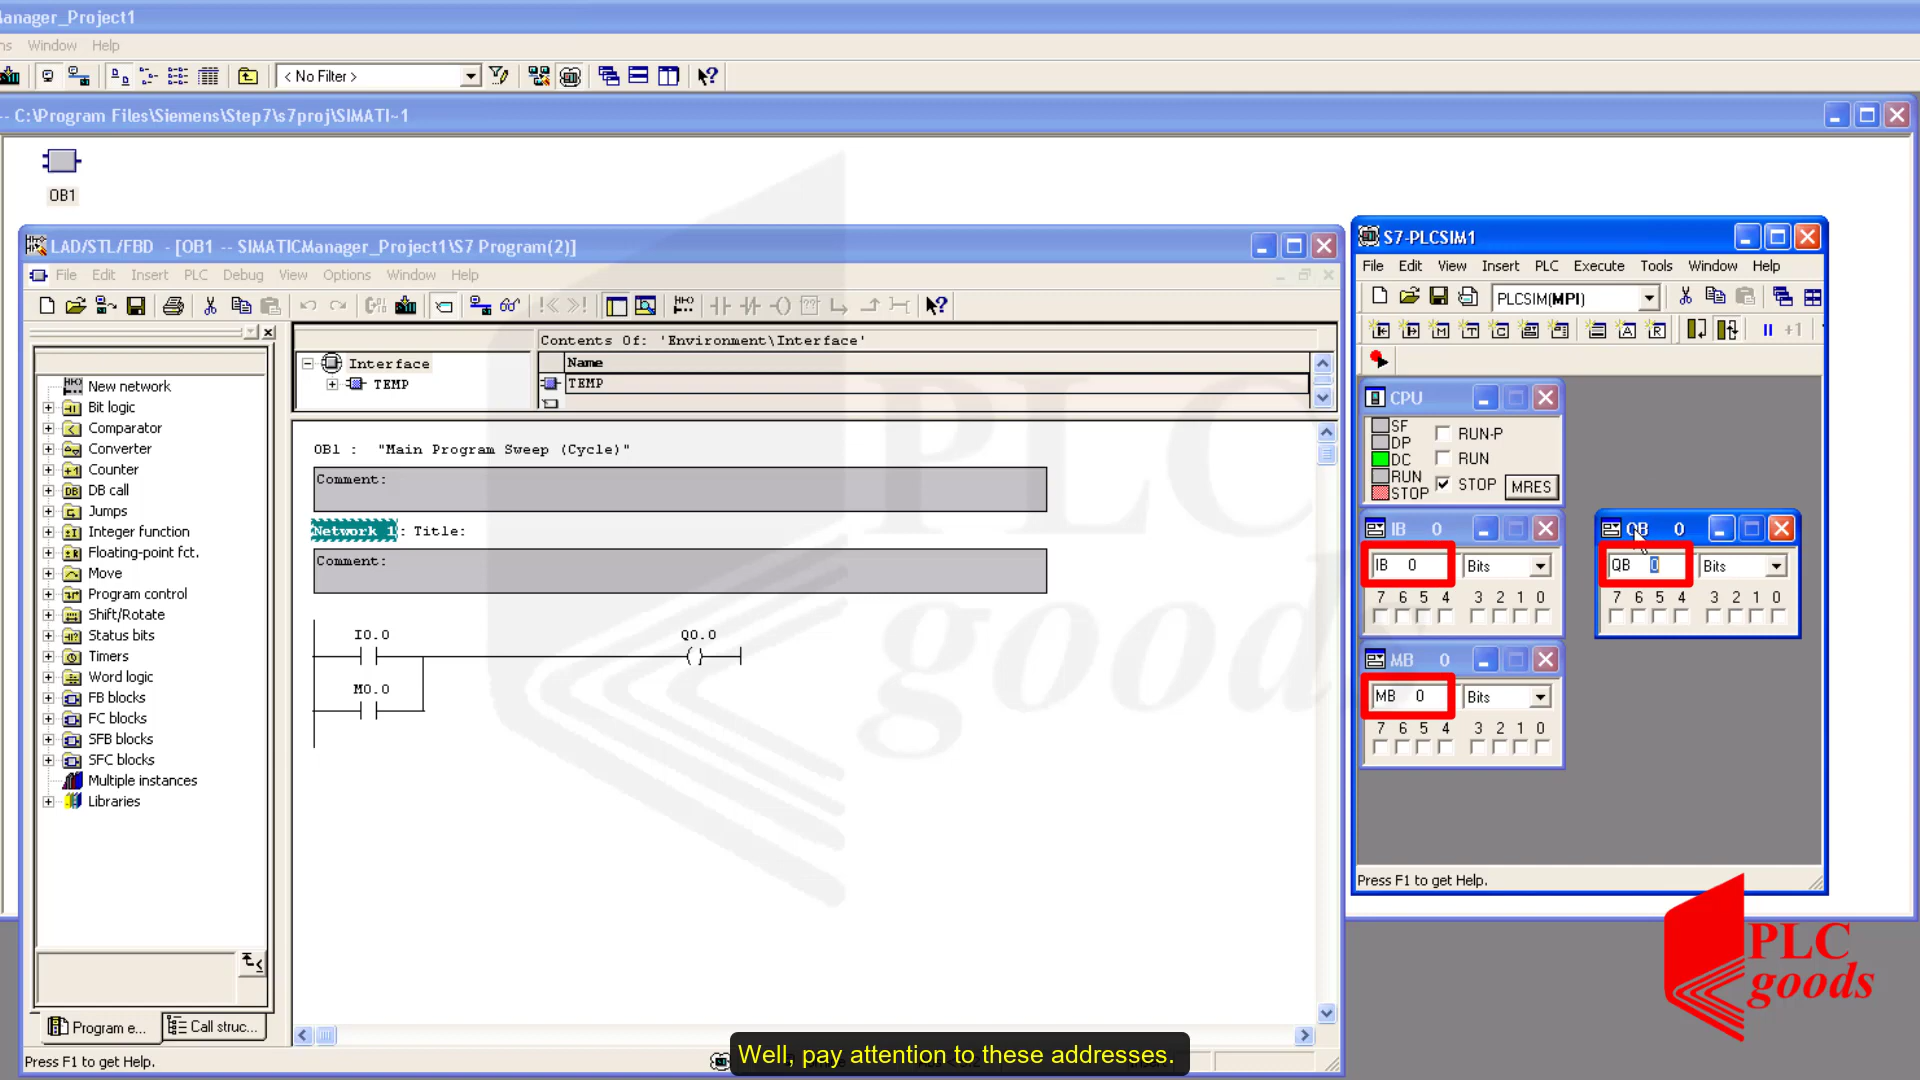 anager_Project1
ns Window Help
< No Filter >
-- C:\Program Files\Siemens\Step7\s7proj\SIMATI~1
OB1
LAD/STL/FBD - [OB1 -- SIMATICManager_Project1\S7 Program(2)]
File Edit Insert PLC Debug View Options Window Help
Contents Of: 'Environment\Interface'
Interface
TEMP
Name
TEMP
New network
Bit logic
Comparator
Converter
Counter
DB call
Jumps
Integer function
Floating-point fct.
Move
Program control
Shift/Rotate
Status bits
Timers
Word logic
FB blocks
FC blocks
SFB blocks
SFC blocks
Multiple instances
Libraries
Program e...
Call struc...
Press F1 to get Help.
OB1 : "Main Program Sweep (Cycle)"
Comment:
Network 1: Title:
Comment:
I0.0
Q0.0
M0.0
S7-PLCSIM1
File Edit View Insert PLC Execute Tools Window Help
PLCSIM(MPI)
+1
CPU
SF
DP
DC
RUN
STOP
RUN-P
RUN
STOP
MRES
IB 0
IB 0
Bits
7 6 5 4 3 2 1 0
QB 0
QB 0
Bits
7 6 5 4 3 2 1 0
MB 0
MB 0
Bits
7 6 5 4 3 2 1 0
Press F1 to get Help.
PLC
goods
PLC
goods
Well, pay attention to these addresses.